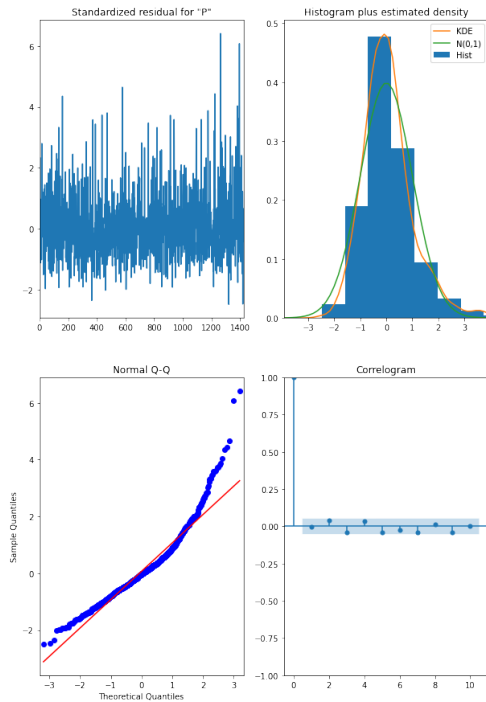 Standardized residual for "P"
6
4
2
0
−2
0 200 400 600 800 1000 1200 1400
Histogram plus estimated density
KDE
N(0,1)
Hist
0.5
0.4
0.3
0.2
0.1
0.0
−3 −2 −1 0 1 2 3
Normal Q-Q
Sample Quantiles
6
4
2
0
−2
−3 −2 −1 0 1 2 3
Theoretical Quantiles
Correlogram
1.00
0.75
0.50
0.25
0.00
−0.25
−0.50
−0.75
−1.00
0 2 4 6 8 10